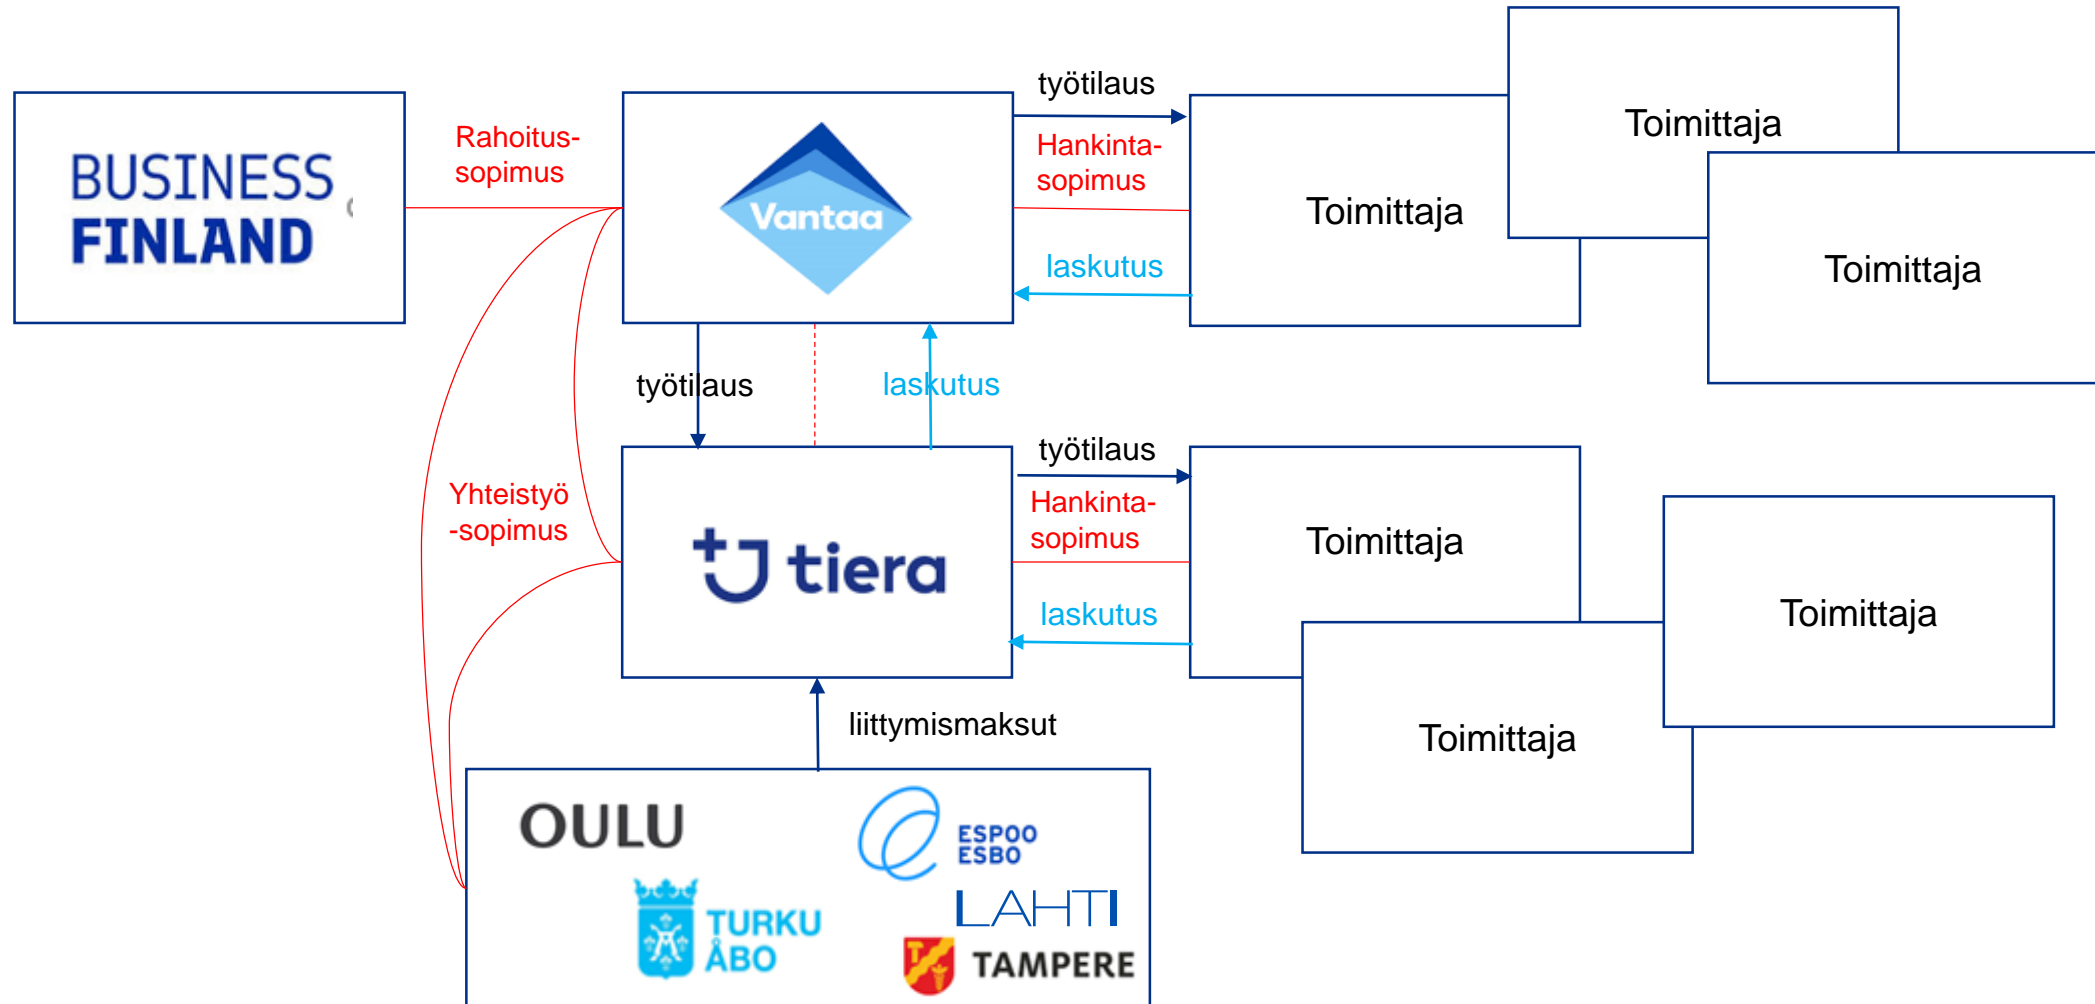 BUSINESS
FINLAND
Rahoitus-
sopimus
Vantaa
työtilaus
Hankinta-
sopimus
laskutus
Toimittaja
Toimittaja
Toimittaja
työtilaus
laskutus
Yhteistyö
-sopimus
tiera
työtilaus
Hankinta-
sopimus
laskutus
Toimittaja
Toimittaja
Toimittaja
liittymismaksut
OULU
ESPOO
ESBO
LAHTI
TURKU
ÅBO
TAMPERE